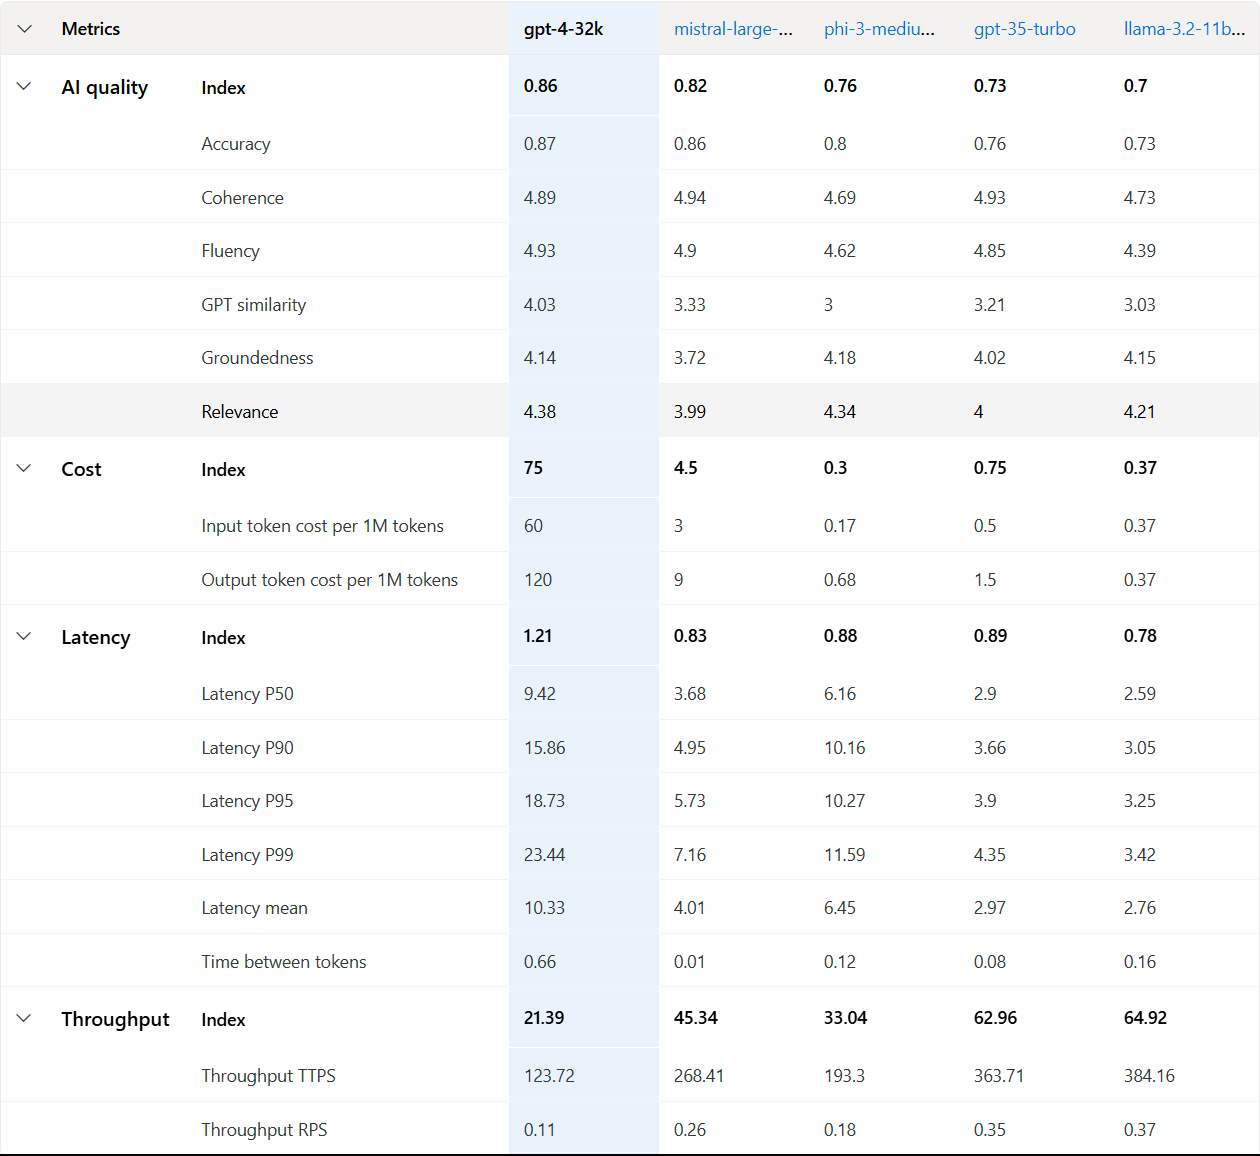 Metrics gpt-4-32k mistral-large-... phi-3-mediu... gpt-35-turbo llama-3.2-11b...
AI quality Index 0.86 0.82 0.76 0.73 0.7
Accuracy 0.87 0.86 0.8 0.76 0.73
Coherence 4.89 4.94 4.69 4.93 4.73
Fluency 4.93 4.9 4.62 4.85 4.39
GPT similarity 4.03 3.33 3 3.21 3.03
Groundedness 4.14 3.72 4.18 4.02 4.15
Relevance 4.38 3.99 4.34 4 4.21
Cost Index 75 4.5 0.3 0.75 0.37
Input token cost per 1M tokens 60 3 0.17 0.5 0.37
Output token cost per 1M tokens 120 9 0.68 1.5 0.37
Latency Index 1.21 0.83 0.88 0.89 0.78
Latency P50 9.42 3.68 6.16 2.9 2.59
Latency P90 15.86 4.95 10.16 3.66 3.05
Latency P95 18.73 5.73 10.27 3.9 3.25
Latency P99 23.44 7.16 11.59 4.35 3.42
Latency mean 10.33 4.01 6.45 2.97 2.76
Time between tokens 0.66 0.01 0.12 0.08 0.16
Throughput Index 21.39 45.34 33.04 62.96 64.92
Throughput TTPS 123.72 268.41 193.3 363.71 384.16
Throughput RPS 0.11 0.26 0.18 0.35 0.37